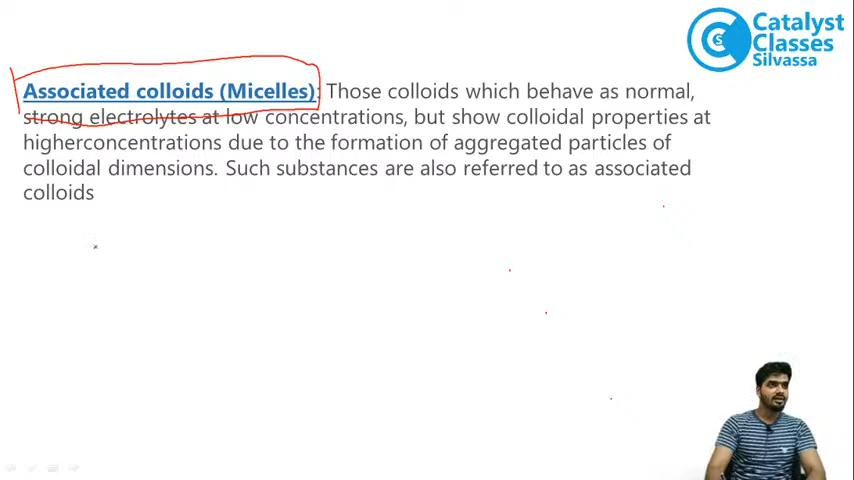 Catalyst
Classes
Silvassa
Associated colloids (Micelles): Those colloids which behave as normal,
strong electrolytes at low concentrations, but show colloidal properties at
higherconcentrations due to the formation of aggregated particles of
colloidal dimensions. Such substances are also referred to as associated
colloids